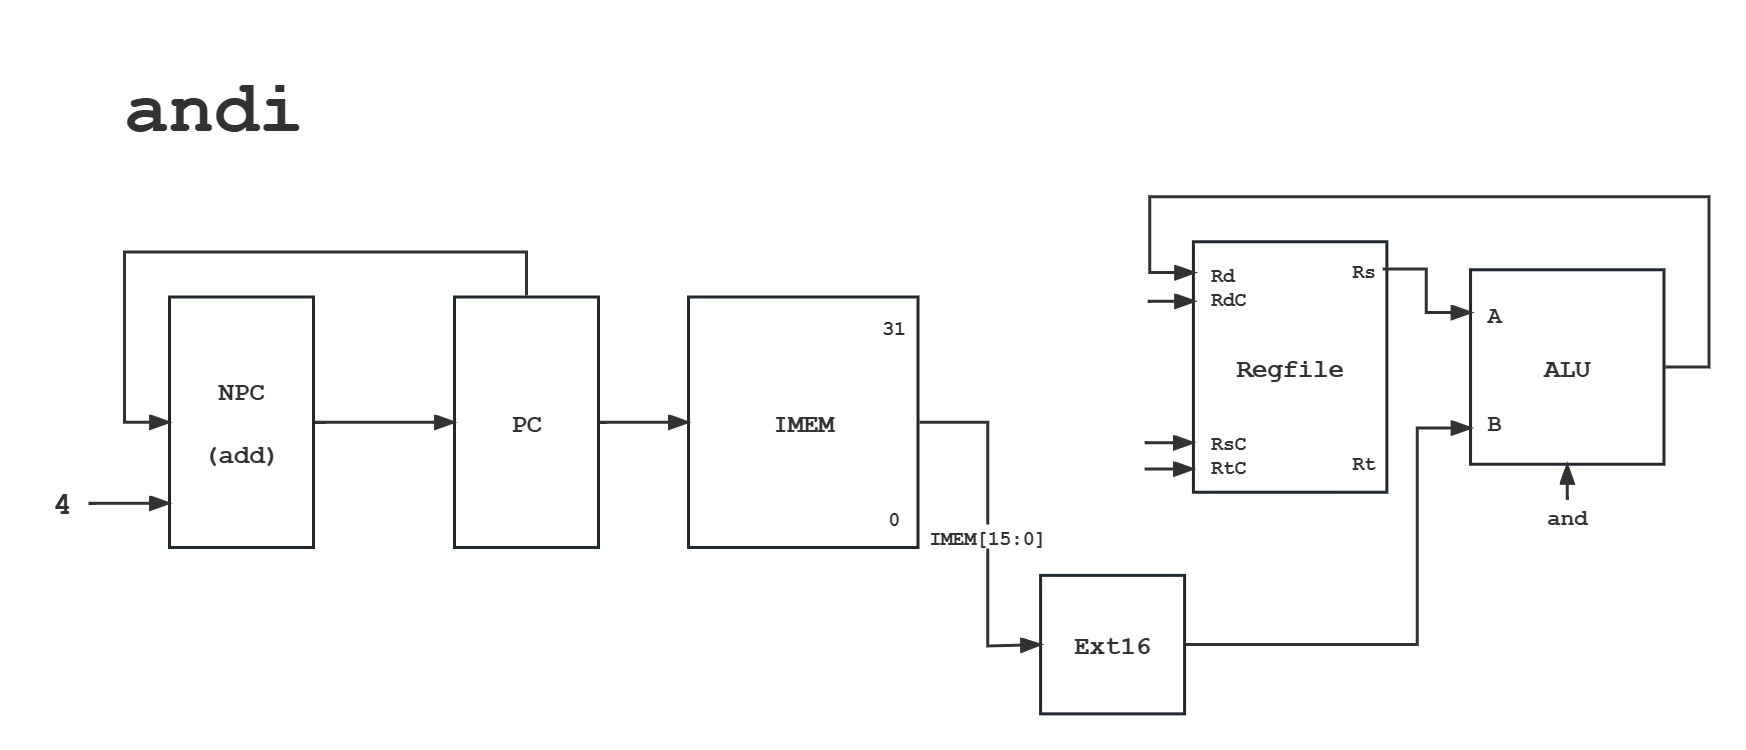 andi
NPC
(add)
4
PC
31
IMEM
0
IMEM[15:0]
Ext16
Rd
RdC
Rs
Regfile
RsC
RtC
Rt
A
ALU
B
and